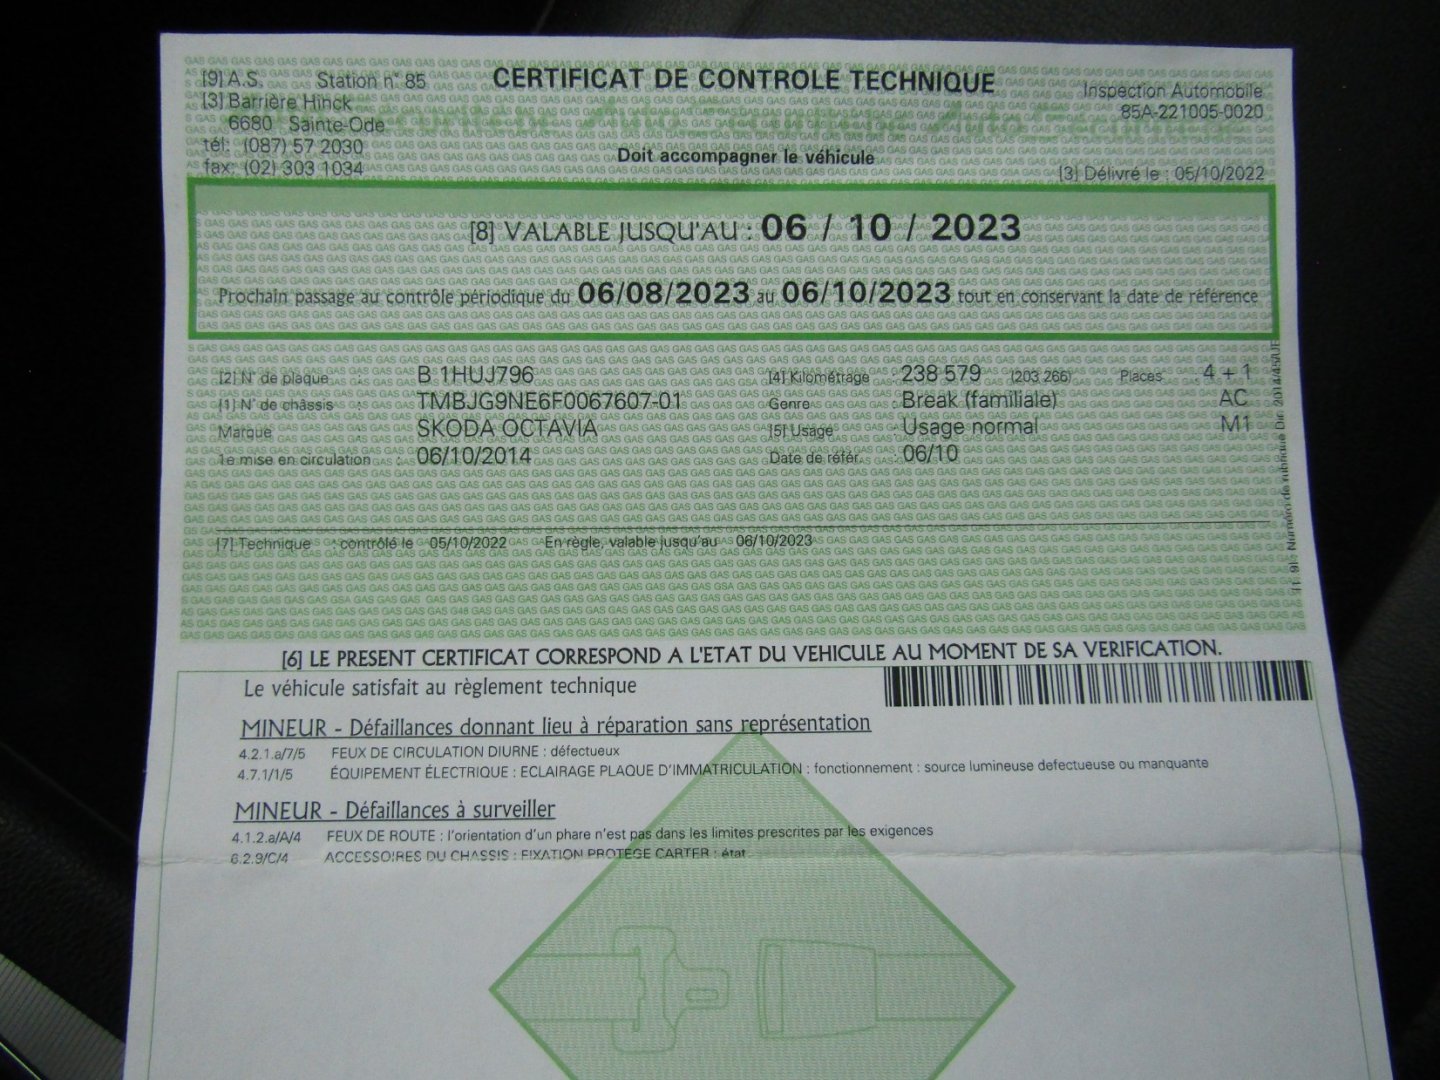 [9] A.S. Station n° 85 CERTIFICAT DE CONTROLE TECHNIQUE Inspection Automobile
[3] Barrière Hinck 85A-221005-0020
6680 Sainte-Ode
tél: (087) 57 2030 Doit accompagner le véhicule
fax: (02) 303 1034 [3] Délivré le : 05/10/2022
[8] VALABLE JUSQU'AU : 06 / 10 / 2023
Prochain passage au contrôle périodique du 06/08/2023 au 06/10/2023 tout en conservant la date de référence
[2] N° de plaque : B 1HUJ796 [4] Kilométrage : 238 579 (203 266) Places : 4 + 1
[1] N° de châssis : TMBJG9NE6F0067607-01 Genre : Break (familiale) AC
Marque : SKODA OCTAVIA [5] Usage : Usage normal M1
1e mise en circulation : 06/10/2014 Date de référ. : 06/10
[7] Technique : contrôlé le 05/10/2022 En règle, valable jusqu'au 06/10/2023
[6] LE PRESENT CERTIFICAT CORRESPOND A L'ETAT DU VEHICULE AU MOMENT DE SA VERIFICATION.
Le véhicule satisfait au règlement technique
MINEUR - Défaillances donnant lieu à réparation sans représentation
4.2.1.a/7/5 FEUX DE CIRCULATION DIURNE : défectueux
4.7.1/1/5 ÉQUIPEMENT ÉLECTRIQUE : ECLAIRAGE PLAQUE D'IMMATRICULATION : fonctionnement : source lumineuse defectueuse ou manquante
MINEUR - Défaillances à surveiller
4.1.2.a/A/4 FEUX DE ROUTE : l'orientation d'un phare n'est pas dans les limites prescrites par les exigences
6.2.9/C/4 ACCESSOIRES DU CHASSIS : FIXATION PROTEGE CARTER : état